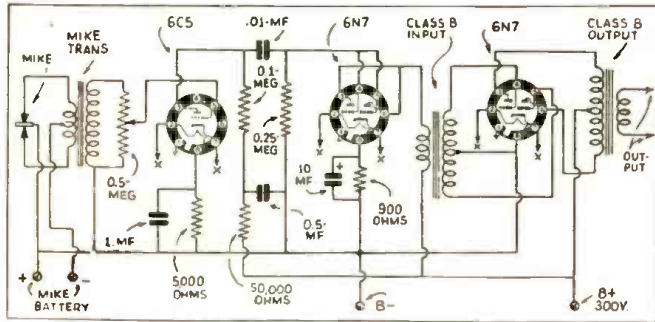 MIKE
MIKE
TRANS
0.5-
MEG
6C5
1.MF
5000
OHMS
.01-MF
0.1-
MEG
0.25-
MEG
0.5-
MF
50,000
OHMS
6N7
10
MF
+
900
OHMS
CLASS B
INPUT
6N7
CLASS B
OUTPUT
OUT-
PUT
+
-
MIKE
BATTERY
B-
B+
300V.
X
X
X
X
X
X